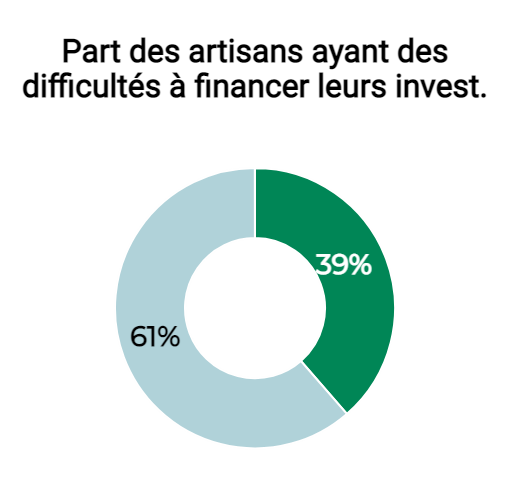 Part des artisans ayant des
difficultés à financer leurs invest.
39%
61%